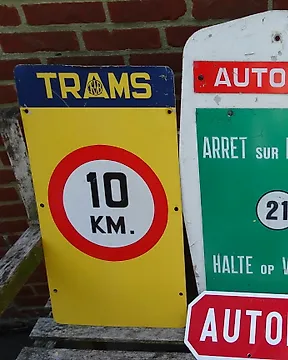 TRAMS
10
KM.
AUTO
ARRET SUR
21
HALTE OP
AUTO